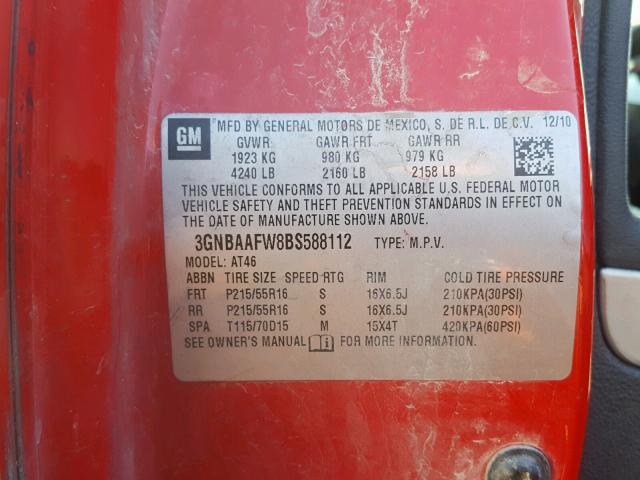 GM
MFD BY GENERAL MOTORS DE MEXICO, S. DE R.L. DE C.V. 12/10
GVWR GAWR FRT GAWR RR
1923 KG 980 KG 979 KG
4240 LB 2160 LB 2158 LB
THIS VEHICLE CONFORMS TO ALL APPLICABLE U.S. FEDERAL MOTOR
VEHICLE SAFETY AND THEFT PREVENTION STANDARDS IN EFFECT ON
THE DATE OF MANUFACTURE SHOWN ABOVE.
3GNBAAFW8BS588112 TYPE: M.P.V.
MODEL: AT46
ABBN TIRE SIZE SPEED RTG RIM COLD TIRE PRESSURE
FRT P215/55R16 S 16X6.5J 210KPA(30PSI)
RR P215/55R16 S 16X6.5J 210KPA(30PSI)
SPA T115/70D15 M 15X4T 420KPA(60PSI)
SEE OWNER'S MANUAL FOR MORE INFORMATION.